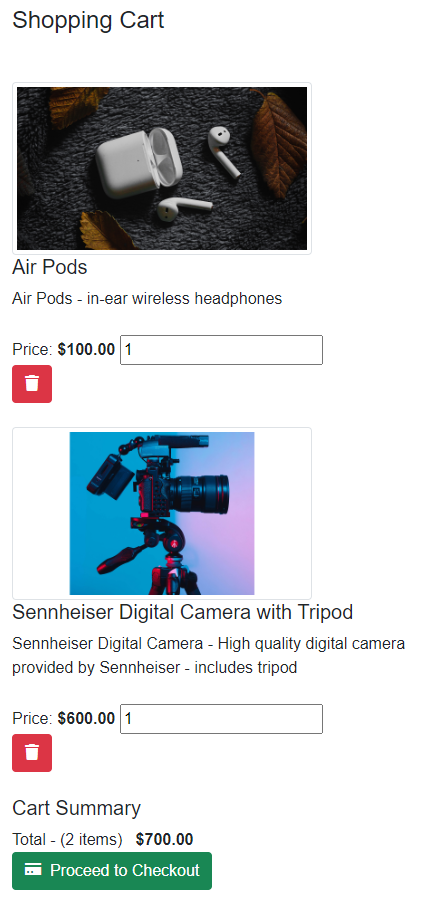 Shopping Cart
Air Pods
Air Pods - in-ear wireless headphones
Price: $100.00 1
Sennheiser Digital Camera with Tripod
Sennheiser Digital Camera - High quality digital camera
provided by Sennheiser - includes tripod
Price: $600.00 1
Cart Summary
Total - (2 items) $700.00
Proceed to Checkout